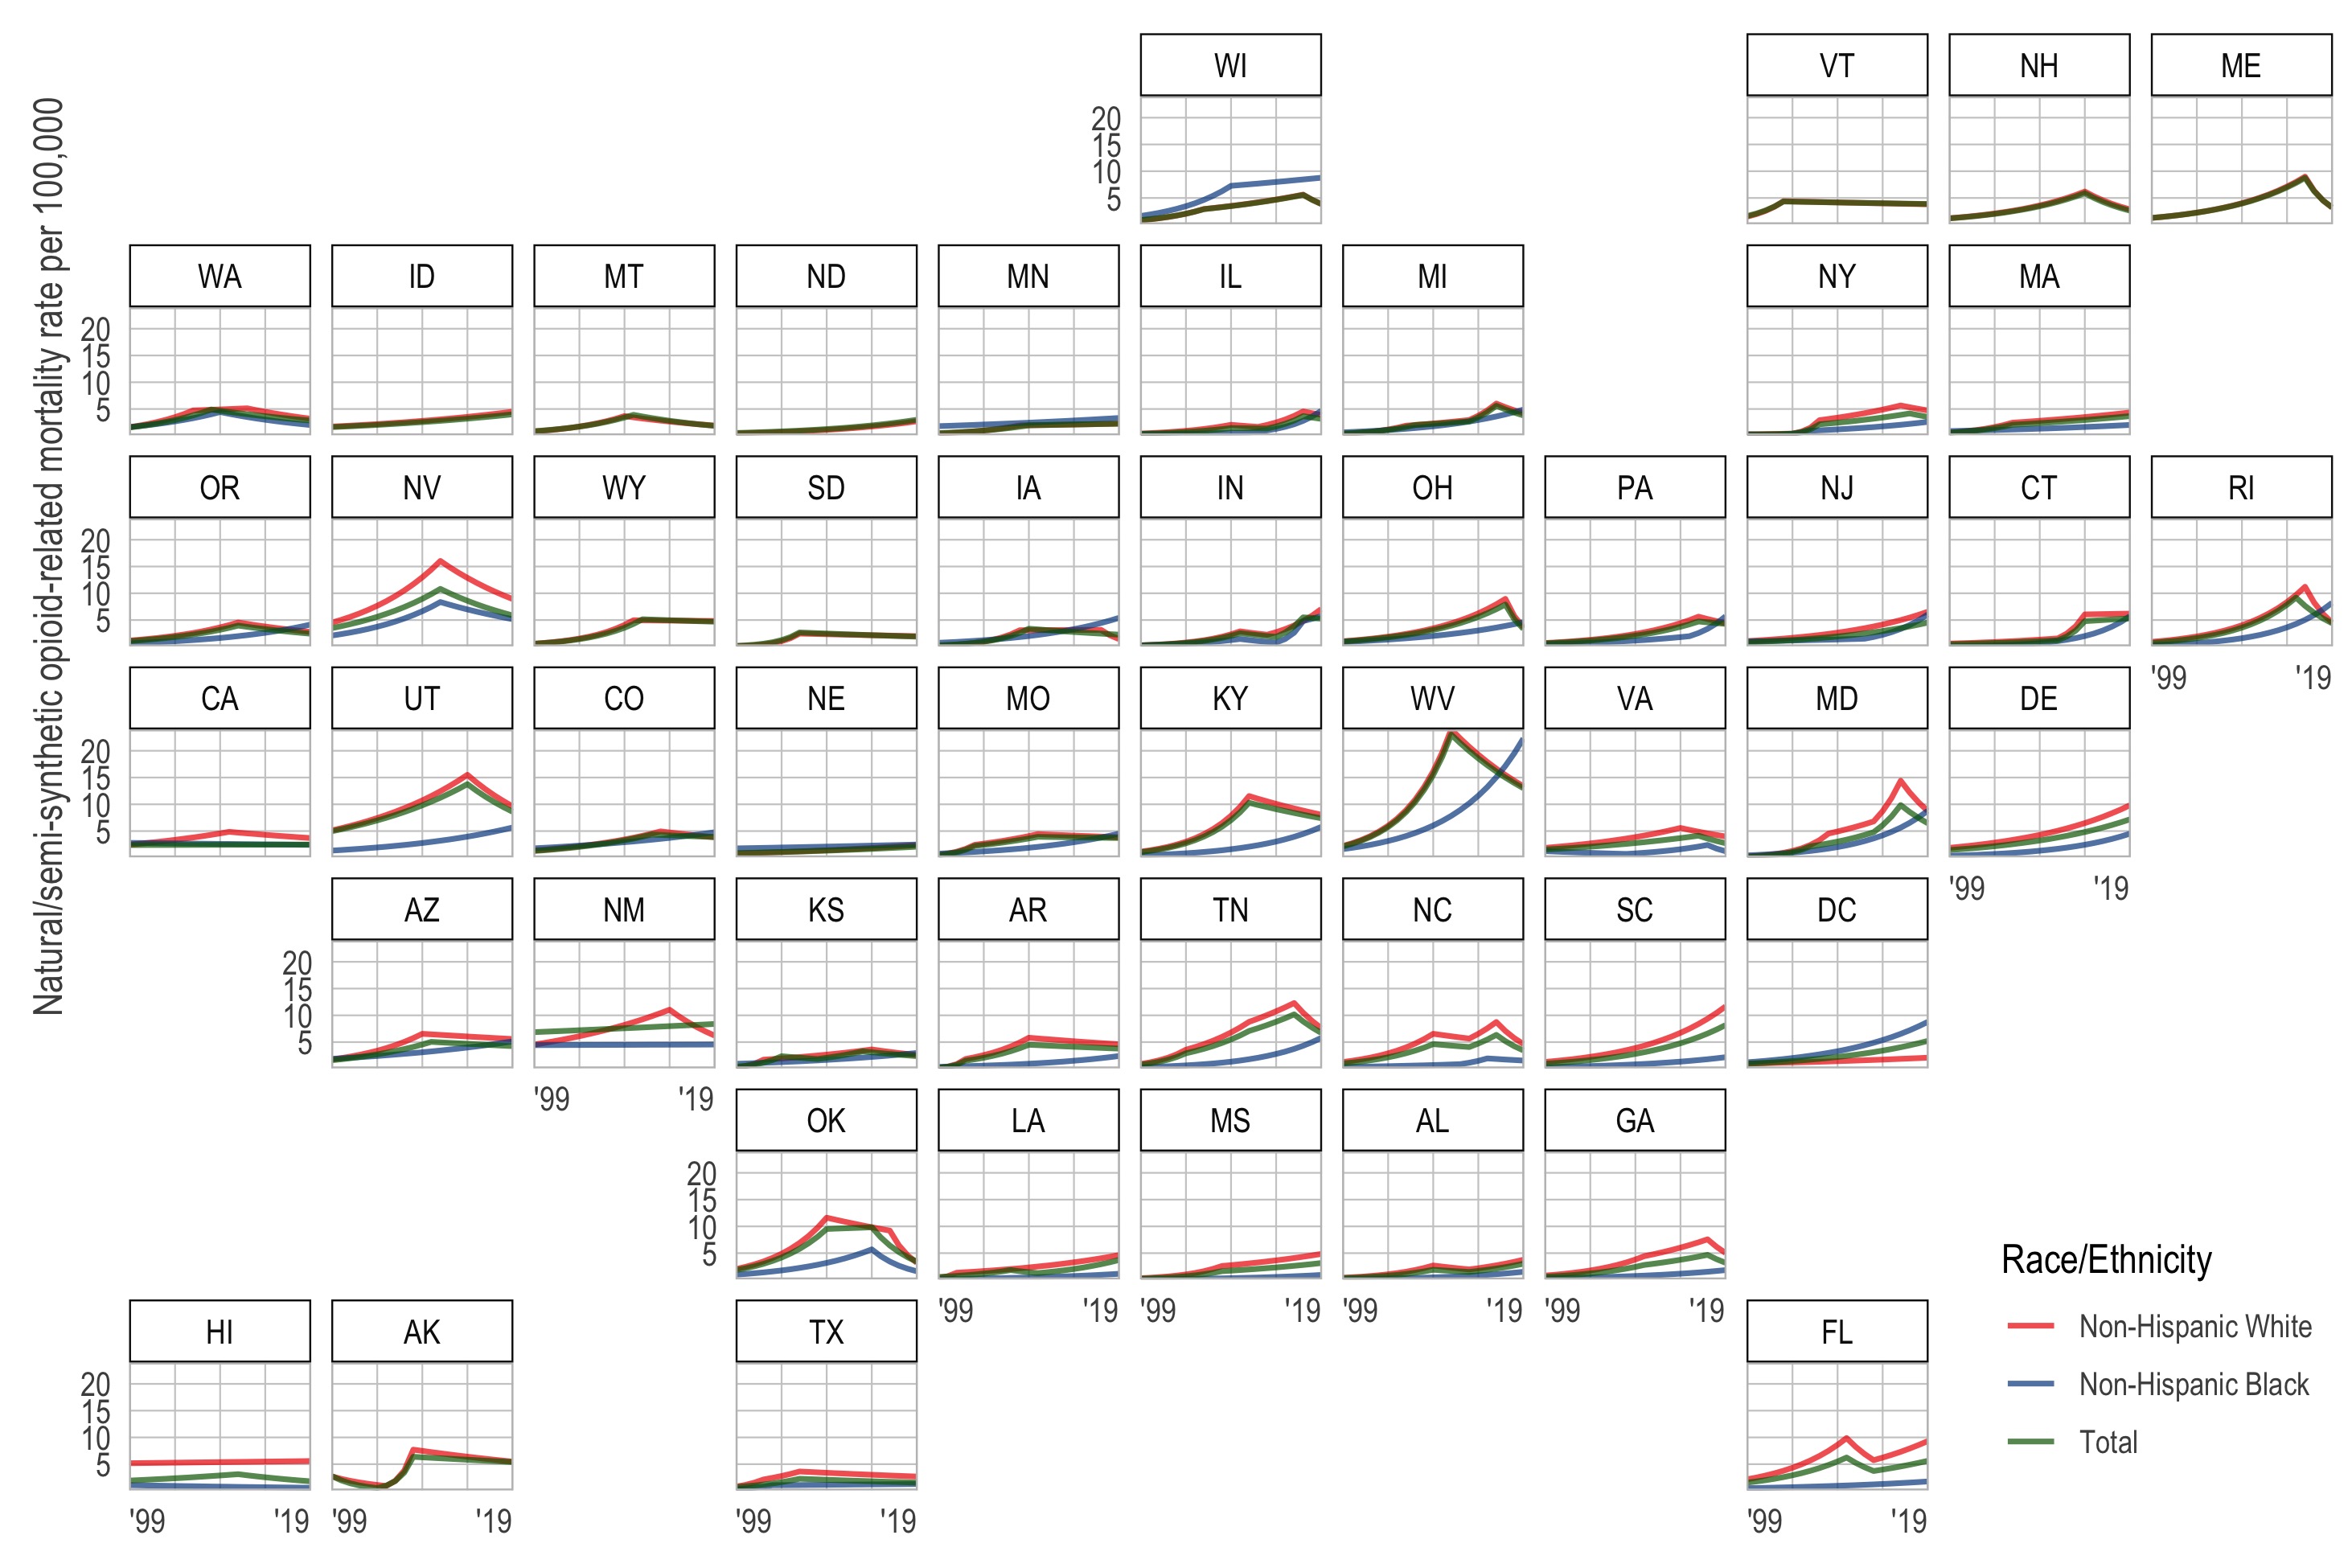 Natural/semi-synthetic opioid-related mortality rate per 100,000
WI
VT
NH
ME
20
15
10
5
WA
ID
MT
ND
MN
IL
MI
NY
MA
20
15
10
5
OR
NV
WY
SD
IA
IN
OH
PA
NJ
CT
RI
20
15
10
5
'99 '19
CA
UT
CO
NE
MO
KY
WV
VA
MD
DE
20
15
10
5
'99 '19
AZ
NM
KS
AR
TN
NC
SC
DC
20
15
10
5
'99 '19
OK
LA
MS
AL
GA
20
15
10
5
'99 '19
'99 '19
'99 '19
'99 '19
HI
AK
TX
FL
20
15
10
5
'99 '19
'99 '19
'99 '19
'99 '19
Race/Ethnicity
Non-Hispanic White
Non-Hispanic Black
Total